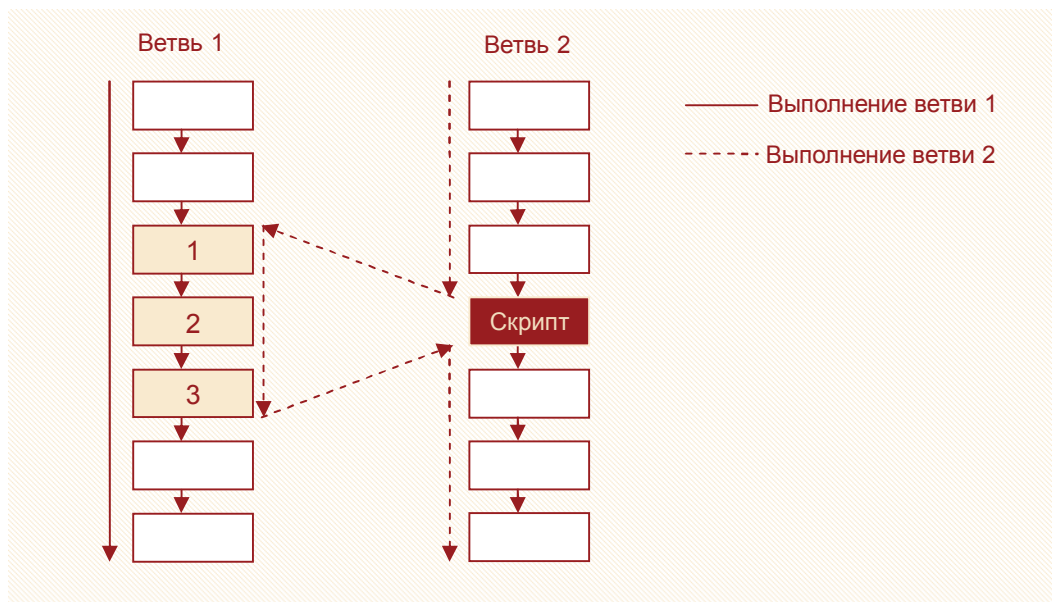 Ветвь 1
Ветвь 2
Выполнение ветви 1
Выполнение ветви 2
1
2
Скрипт
3